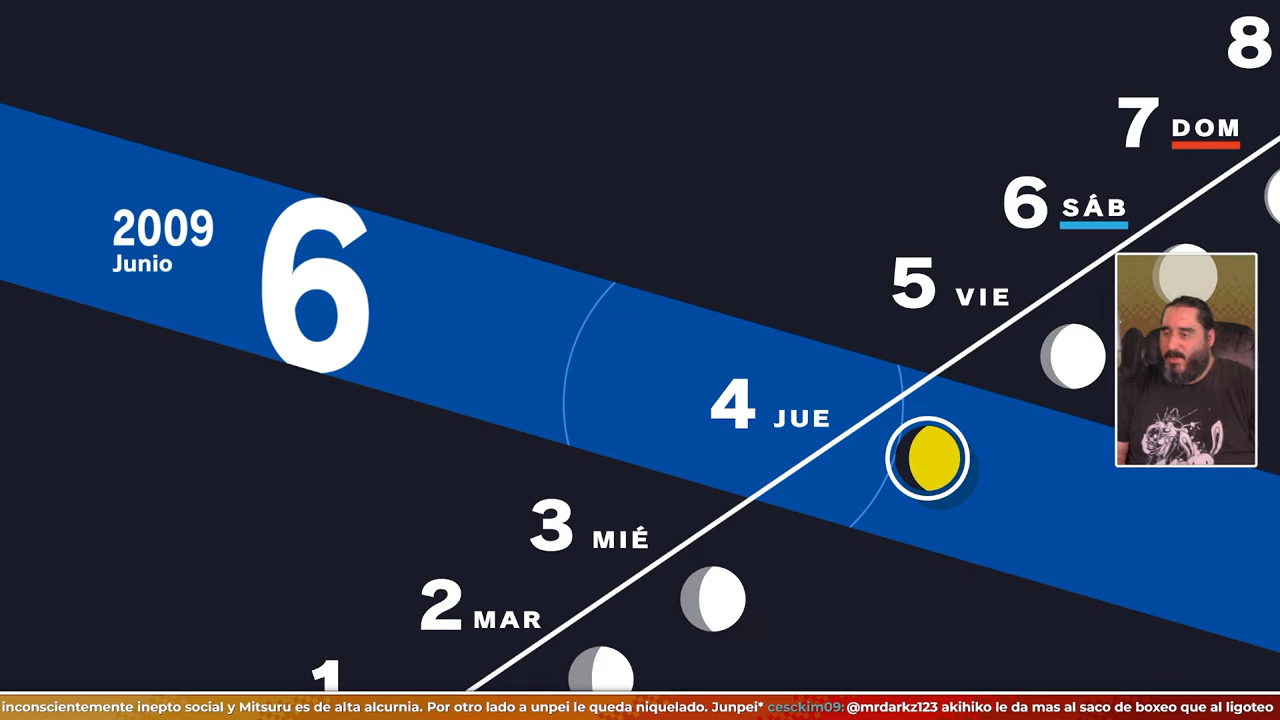 8
7 DOM
6 SÁB
2009
Junio
6
5 VIE
4 JUE
3 MIÉ
2 MAR
1
inconscientemente inepto social y Mitsuru es de alta alcurnia. Por otro lado a unpei le queda niquelado. Junpei* cesckim09: @mrdarkz123 akihiko le da mas al saco de boxeo que al ligoteo